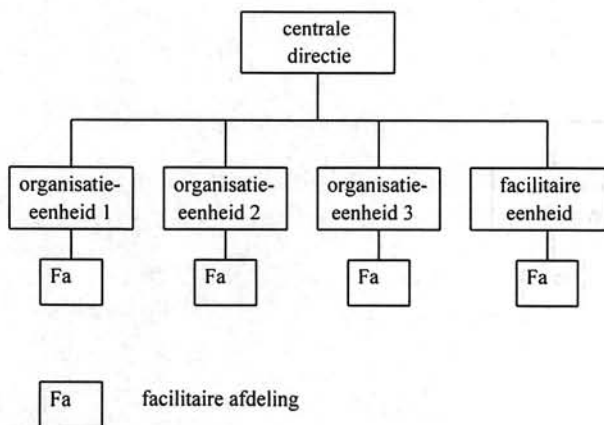 centrale
directie
organisatie-
eenheid 1
organisatie-
eenheid 2
organisatie-
eenheid 3
facilitaire
eenheid
Fa
Fa
Fa
Fa
Fa
facilitaire afdeling